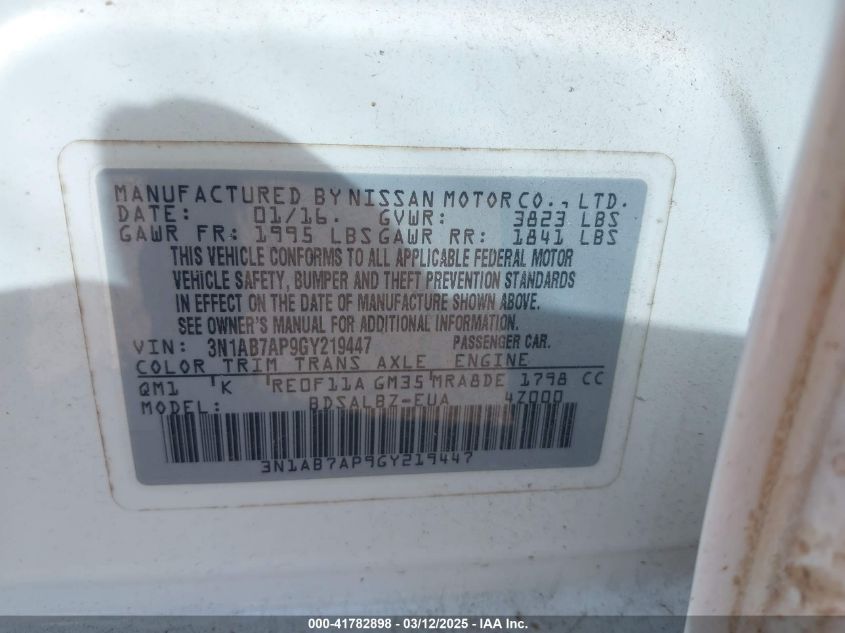 MANUFACTURED BY NISSAN MOTOR CO., LTD.
DATE: 01/16. GVWR: 3823 LBS
GAWR FR: 1995 LBS GAWR RR: 1841 LBS
THIS VEHICLE CONFORMS TO ALL APPLICABLE FEDERAL MOTOR
VEHICLE SAFETY, BUMPER AND THEFT PREVENTION STANDARDS
IN EFFECT ON THE DATE OF MANUFACTURE SHOWN ABOVE.
SEE OWNER'S MANUAL FOR ADDITIONAL INFORMATION.
VIN: 3N1AB7AP9GY219447 PASSENGER CAR.
COLOR TRIM TRANS AXLE ENGINE
QM1 'K 'RE0F11A GM35 'MRA8DE 1798 CC
MODEL: BDSALBZ-EUA 4Z000
3N1AB7AP9GY219447
000-41782898 - 03/12/2025 - IAA Inc.